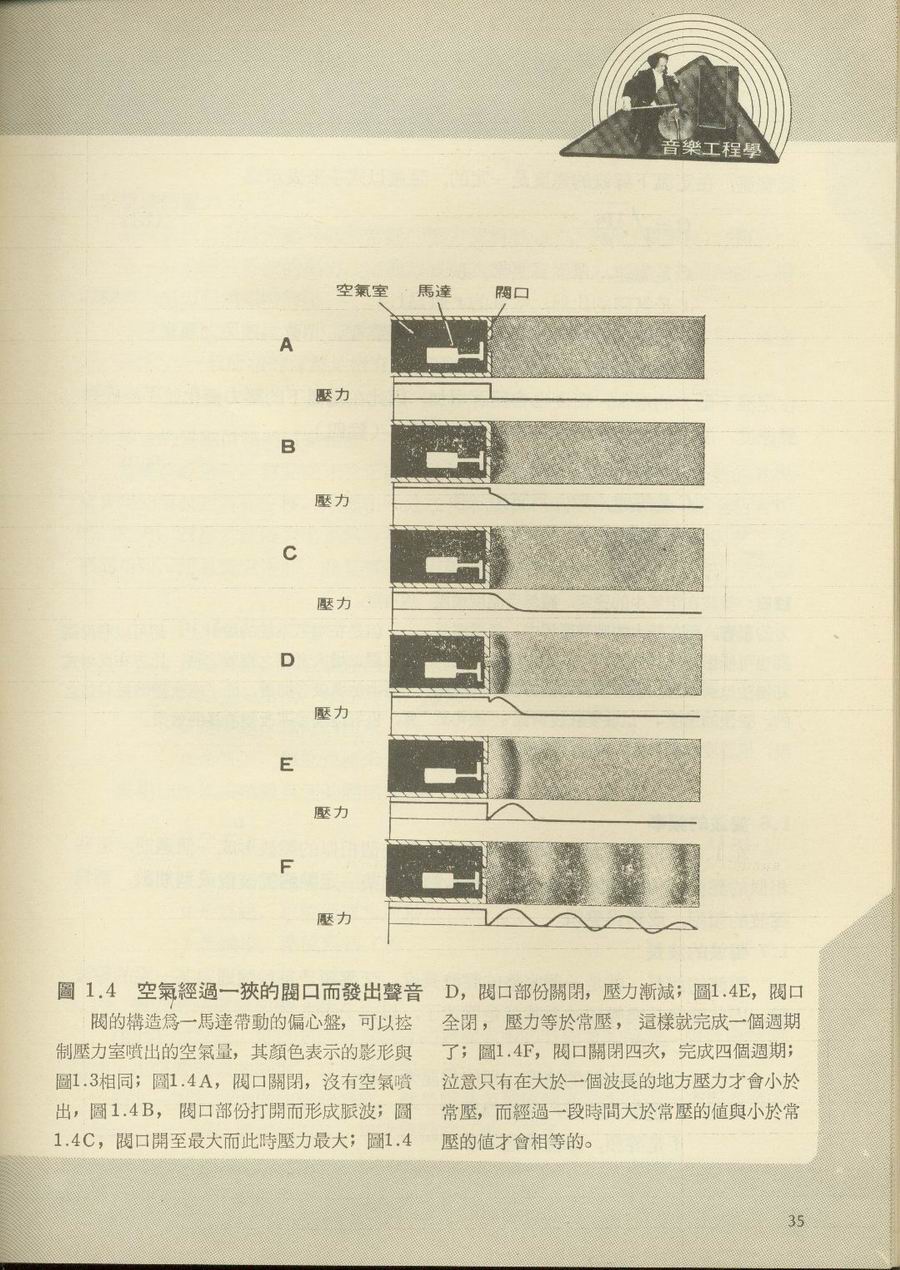 音樂工程學
空氣室 馬達 閥口
A
壓力
B
壓力
C
壓力
D
壓力
E
壓力
F
壓力
圖 1.4 空氣經過一狹的閥口而發出聲音
閥的構造爲一馬達帶動的偏心盤，可以控
制壓力室噴出的空氣量，其顏色表示的影形與
圖1.3相同；圖1.4A，閥口關閉，沒有空氣噴
出，圖1.4B， 閥口部份打開而形成脈波；圖
1.4C，閥口開至最大而此時壓力最大；圖1.4
D，閥口部份關閉，壓力漸減；圖1.4E，閥口
全閉， 壓力等於常壓， 這樣就完成一個週期
了；圖1.4F，閥口關閉四次，完成四個週期；
泣意只有在大於一個波長的地方壓力才會小於
常壓，而經過一段時間大於常壓的値與小於常
壓的値才會相等的。
35